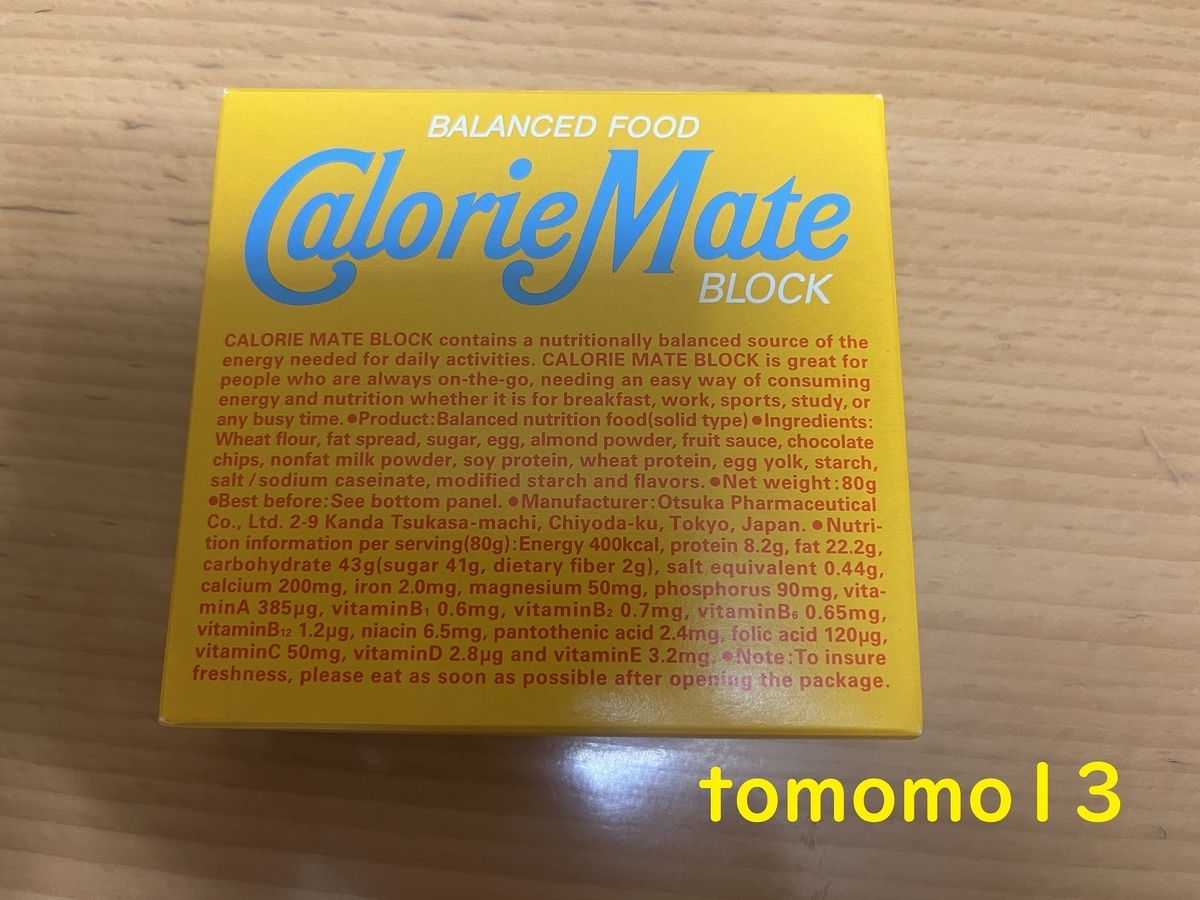 BALANCED FOOD
CalorieMate
BLOCK
CALORIE MATE BLOCK contains a nutritionally balanced source of the
energy needed for daily activities. CALORIE MATE BLOCK is great for
people who are always on-the-go, needing an easy way of consuming
energy and nutrition whether it is for breakfast, work, sports, study, or
any busy time. ●Product:Balanced nutrition food(solid type)●Ingredients:
Wheat flour, fat spread, sugar, egg, almond powder, fruit sauce, chocolate
chips, nonfat milk powder, soy protein, wheat protein, egg yolk, starch,
salt/sodium caseinate, modified starch and flavors. ●Net weight:80g
●Best before:See bottom panel. ●Manufacturer:Otsuka Pharmaceutical
Co., Ltd. 2-9 Kanda Tsukasa-machi, Chiyoda-ku, Tokyo, Japan. ●Nutri-
tion information per serving(80g):Energy 400kcal, protein 8.2g, fat 22.2g,
carbohydrate 43g(sugar 41g, dietary fiber 2g), salt equivalent 0.44g,
calcium 200mg, iron 2.0mg, magnesium 50mg, phosphorus 90mg, vita-
minA 385μg, vitaminB₁ 0.6mg, vitaminB₂ 0.7mg, vitaminB₆ 0.65mg,
vitaminB₁₂ 1.2μg, niacin 6.5mg, pantothenic acid 2.4mg, folic acid 120μg,
vitaminC 50mg, vitaminD 2.8μg and vitaminE 3.2mg. ●Note:To insure
freshness, please eat as soon as possible after opening the package.
tomomo13